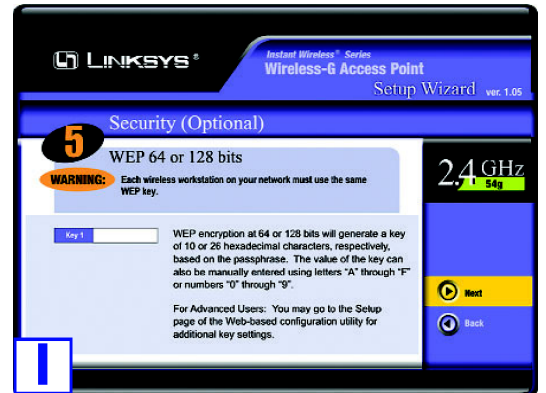 LINKSYS®
Instant Wireless® Series
Wireless-G Access Point
Setup Wizard ver. 1.05
Security (Optional)
5
WEP 64 or 128 bits
WARNING: Each wireless workstation on your network must use the same
WEP key.
2.4 GHz
54g
Key 1
WEP encryption at 64 or 128 bits will generate a key
of 10 or 26 hexadecimal characters, respectively,
based on the passphrase. The value of the key can
also be manually entered using letters "A" through "F"
or numbers "0" through "9".
For Advanced Users: You may go to the Setup
page of the Web-based configuration utility for
additional key settings.
Next
Back
I